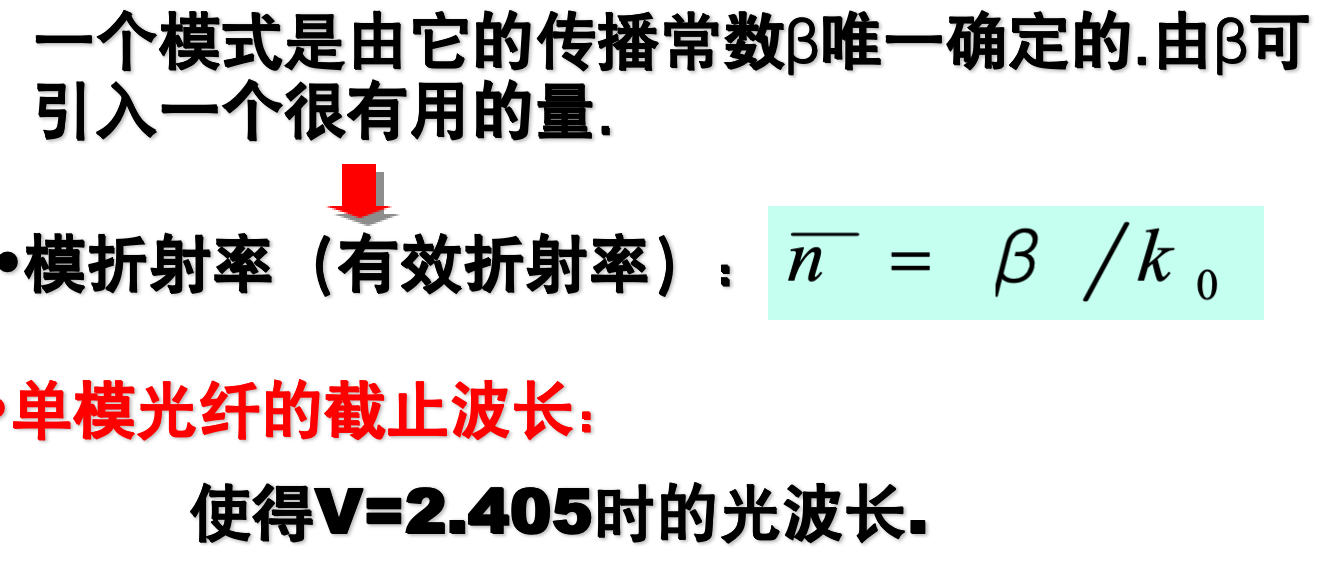 一个模式是由它的传播常数β唯一确定的.由β可
引入一个很有用的量.
•模折射率（有效折射率）：n̅ = β /k₀
•单模光纤的截止波长：
使得V=2.405时的光波长.